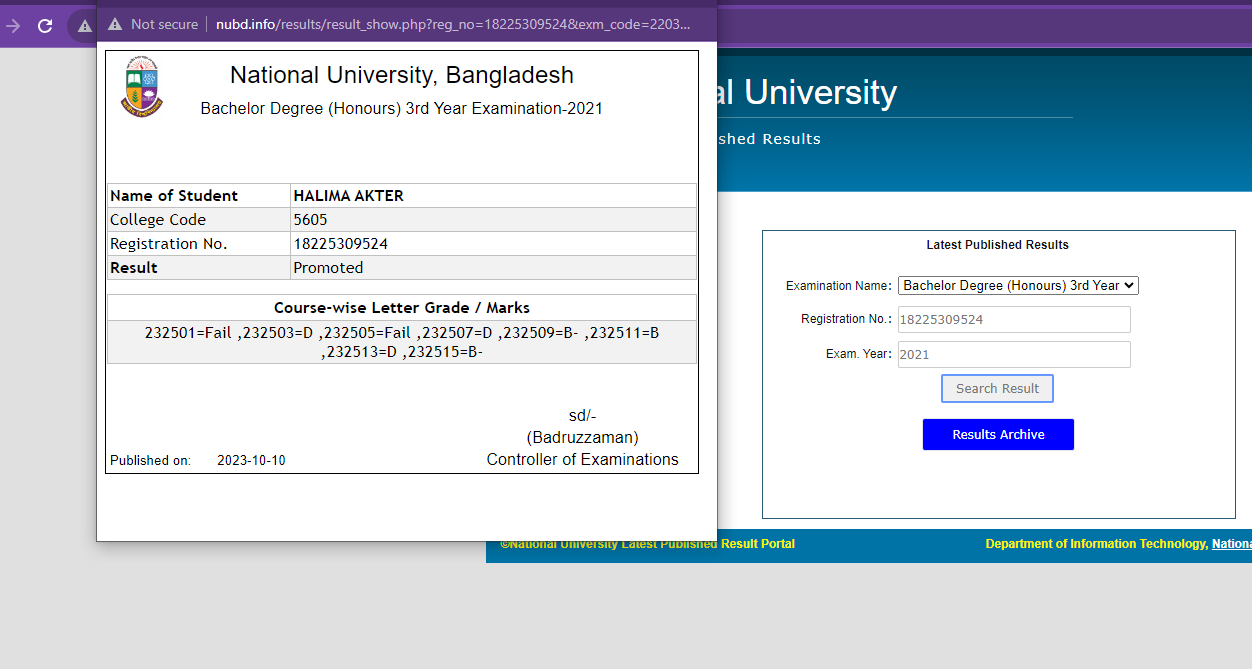 Not secure
nubd.info/results/result_show.php?reg_no=18225309524&exm_code=2203...
National University, Bangladesh
Bachelor Degree (Honours) 3rd Year Examination-2021
Name of Student HALIMA AKTER
College Code 5605
Registration No. 18225309524
Result Promoted
Course-wise Letter Grade / Marks
232501=Fail ,232503=D ,232505=Fail ,232507=D ,232509=B- ,232511=B
,232513=D ,232515=B-
sd/-
(Badruzzaman)
Published on: 2023-10-10 Controller of Examinations
al University
shed Results
Latest Published Results
Examination Name: Bachelor Degree (Honours) 3rd Year
Registration No.: 18225309524
Exam. Year: 2021
Search Result
Results Archive
©National University Latest Published Result Portal
Department of Information Technology, Nationa